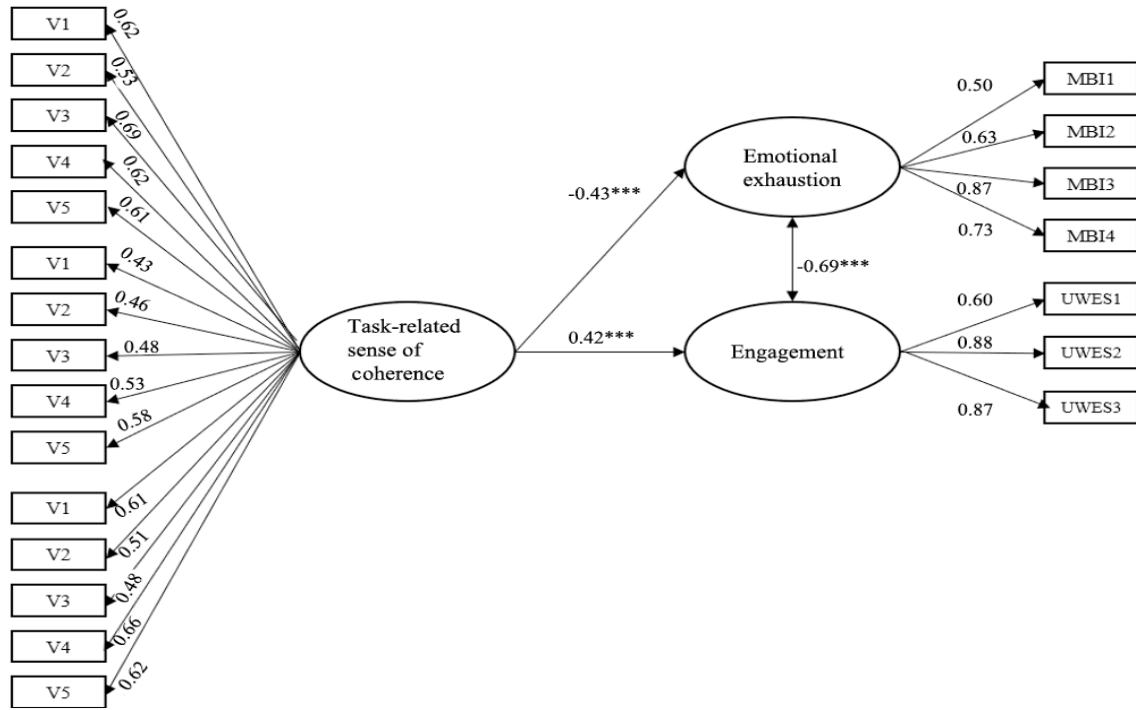 V1
0.62
V2
0.53
V3
0.69
V4
0.62
V5
0.61
V1
0.43
V2
0.46
V3
0.48
V4
0.53
V5
0.58
V1
0.61
V2
0.51
V3
0.48
V4
0.66
V5
0.62
Task-related
sense of
coherence
-0.43***
0.42***
Emotional
exhaustion
-0.69***
Engagement
0.50
MBI1
0.63
MBI2
0.87
MBI3
0.73
MBI4
0.60
UWES1
0.88
UWES2
0.87
UWES3